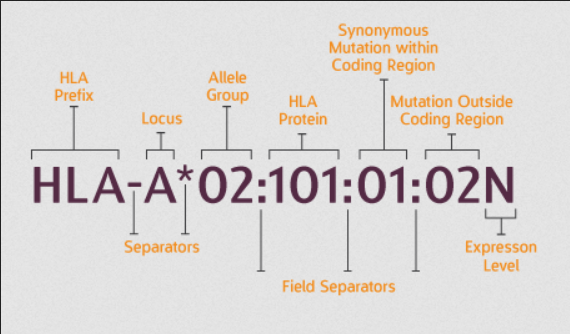 Synonymous
Mutation within
Coding Region
HLA
Prefix
Allele
Group
Locus
HLA
Protein
Mutation Outside
Coding Region
HLA-A*02:101:01:02N
Separators
Expresson
Level
Field Separators